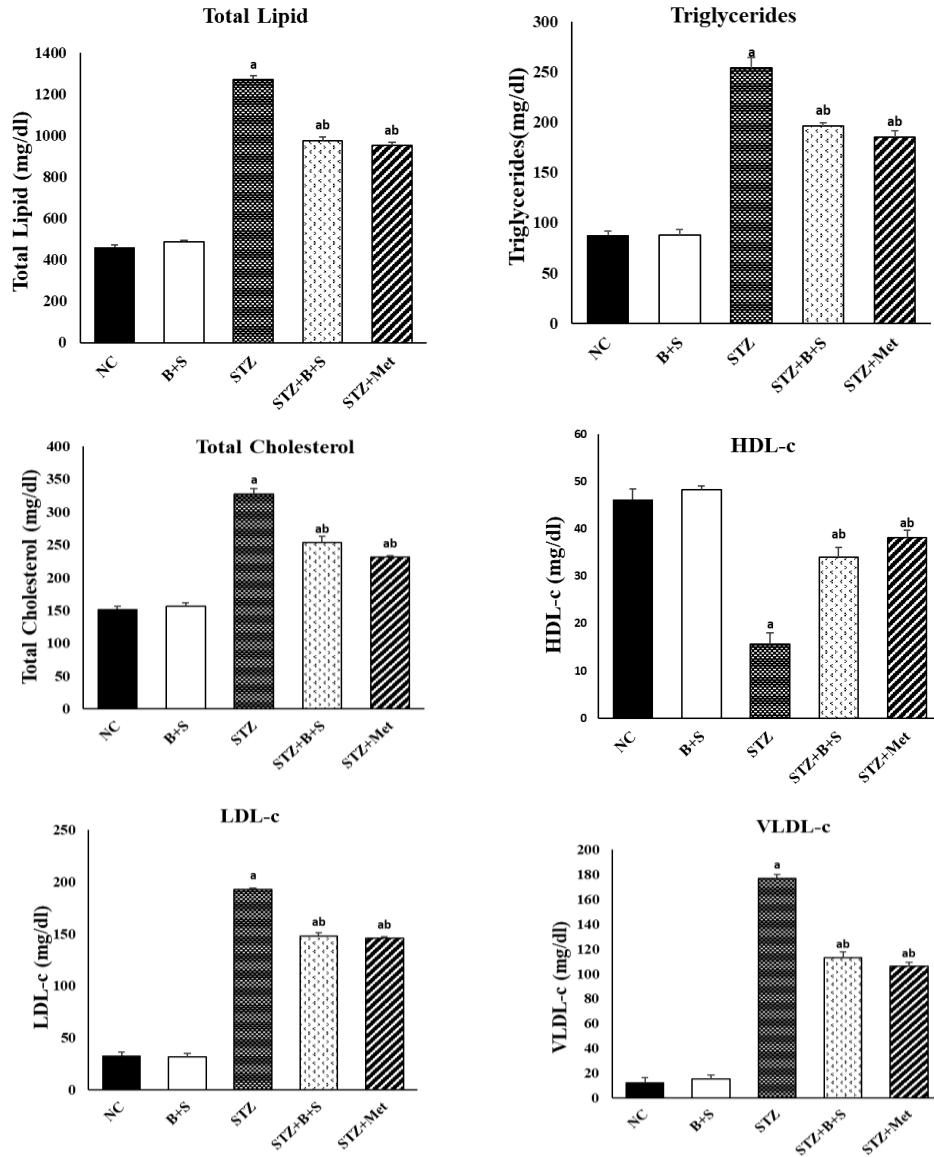 Total Lipid
Total Lipid (mg/dl)
1400
1200
1000
800
600
400
200
0
a
ab
ab
NC
B+S
STZ
STZ+B+S
STZ+Met
Triglycerides
Triglycerides(mg/dl)
300
250
200
150
100
50
0
a
ab
ab
NC
B+S
STZ
STZ+B+S
STZ+Met
Total Cholesterol
Total Cholesterol (mg/dl)
400
350
300
250
200
150
100
50
0
a
ab
ab
NC
B+S
STZ
STZ+B+S
STZ+Met
HDL-c
HDL-c (mg/dl)
60
50
40
30
20
10
0
a
ab
ab
NC
B+S
STZ
STZ+B+S
STZ+Met
LDL-c
LDL-c (mg/dl)
250
200
150
100
50
0
a
ab
ab
NC
B+S
STZ
STZ+B+S
STZ+Met
VLDL-c
VLDL-c (mg/dl)
200
180
160
140
120
100
80
60
40
20
0
a
ab
ab
NC
B+S
STZ
STZ+B+S
STZ+Met